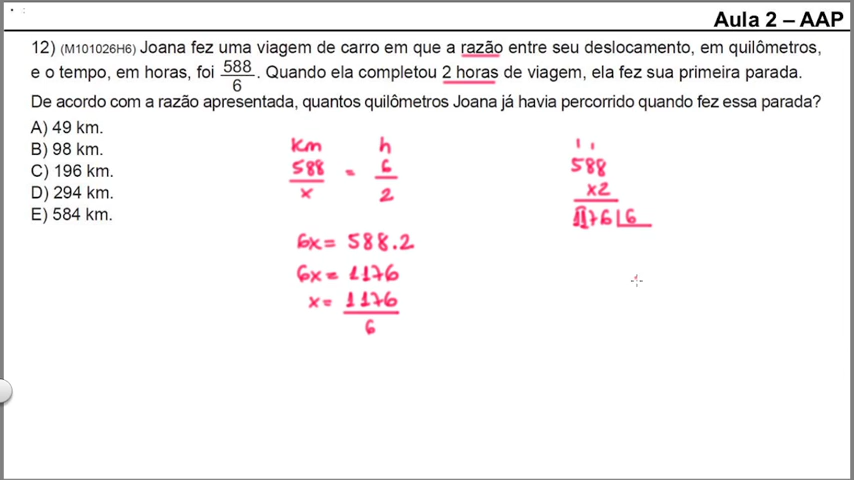 Aula 2 – AAP
12) (M101026H6) Joana fez uma viagem de carro em que a razão entre seu deslocamento, em quilômetros,
e o tempo, em horas, foi 588/6. Quando ela completou 2 horas de viagem, ela fez sua primeira parada.
De acordo com a razão apresentada, quantos quilômetros Joana já havia percorrido quando fez essa parada?
A) 49 km.
B) 98 km.
C) 196 km.
D) 294 km.
E) 584 km.
Km h
588/x = 6/2
6x = 588.2
6x = 1176
x = 1176/6
1 1
588
x2
1176 6